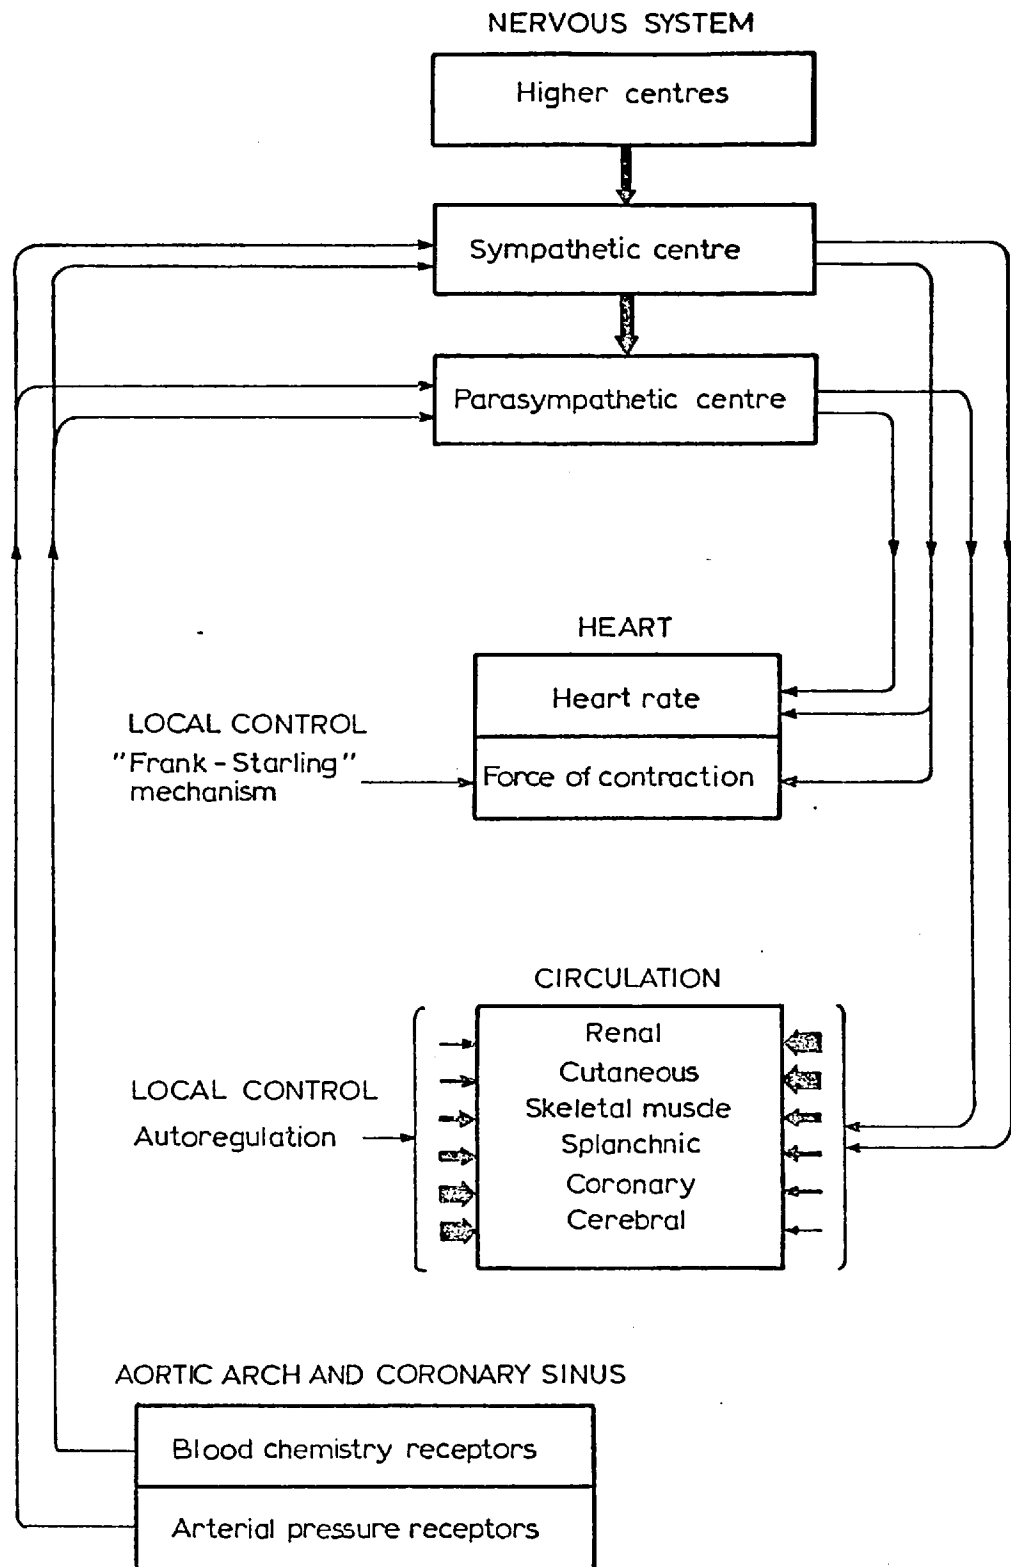 NERVOUS SYSTEM
Higher centres
Sympathetic centre
Parasympathetic centre
HEART
Heart rate
LOCAL CONTROL
"Frank-Starling"
mechanism
Force of contraction
CIRCULATION
Renal
Cutaneous
Skeletal muscle
Splanchnic
Coronary
Cerebral
LOCAL CONTROL
Autoregulation
AORTIC ARCH AND CORONARY SINUS
Blood chemistry receptors
Arterial pressure receptors